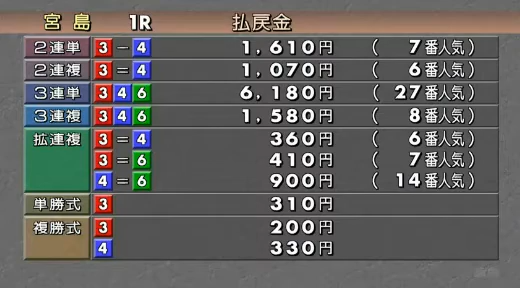 宮島 1R 払戻金
2連単 3-4 1,610円 (7番人気)
2連複 3=4 1,070円 (6番人気)
3連単 3 4 6 6,180円 (27番人気)
3連複 3 4 6 1,580円 (8番人気)
拡連複 3=4 360円 (6番人気)
3=6 410円 (7番人気)
4=6 900円 (14番人気)
単勝式 3 310円
複勝式 3 200円
4 330円